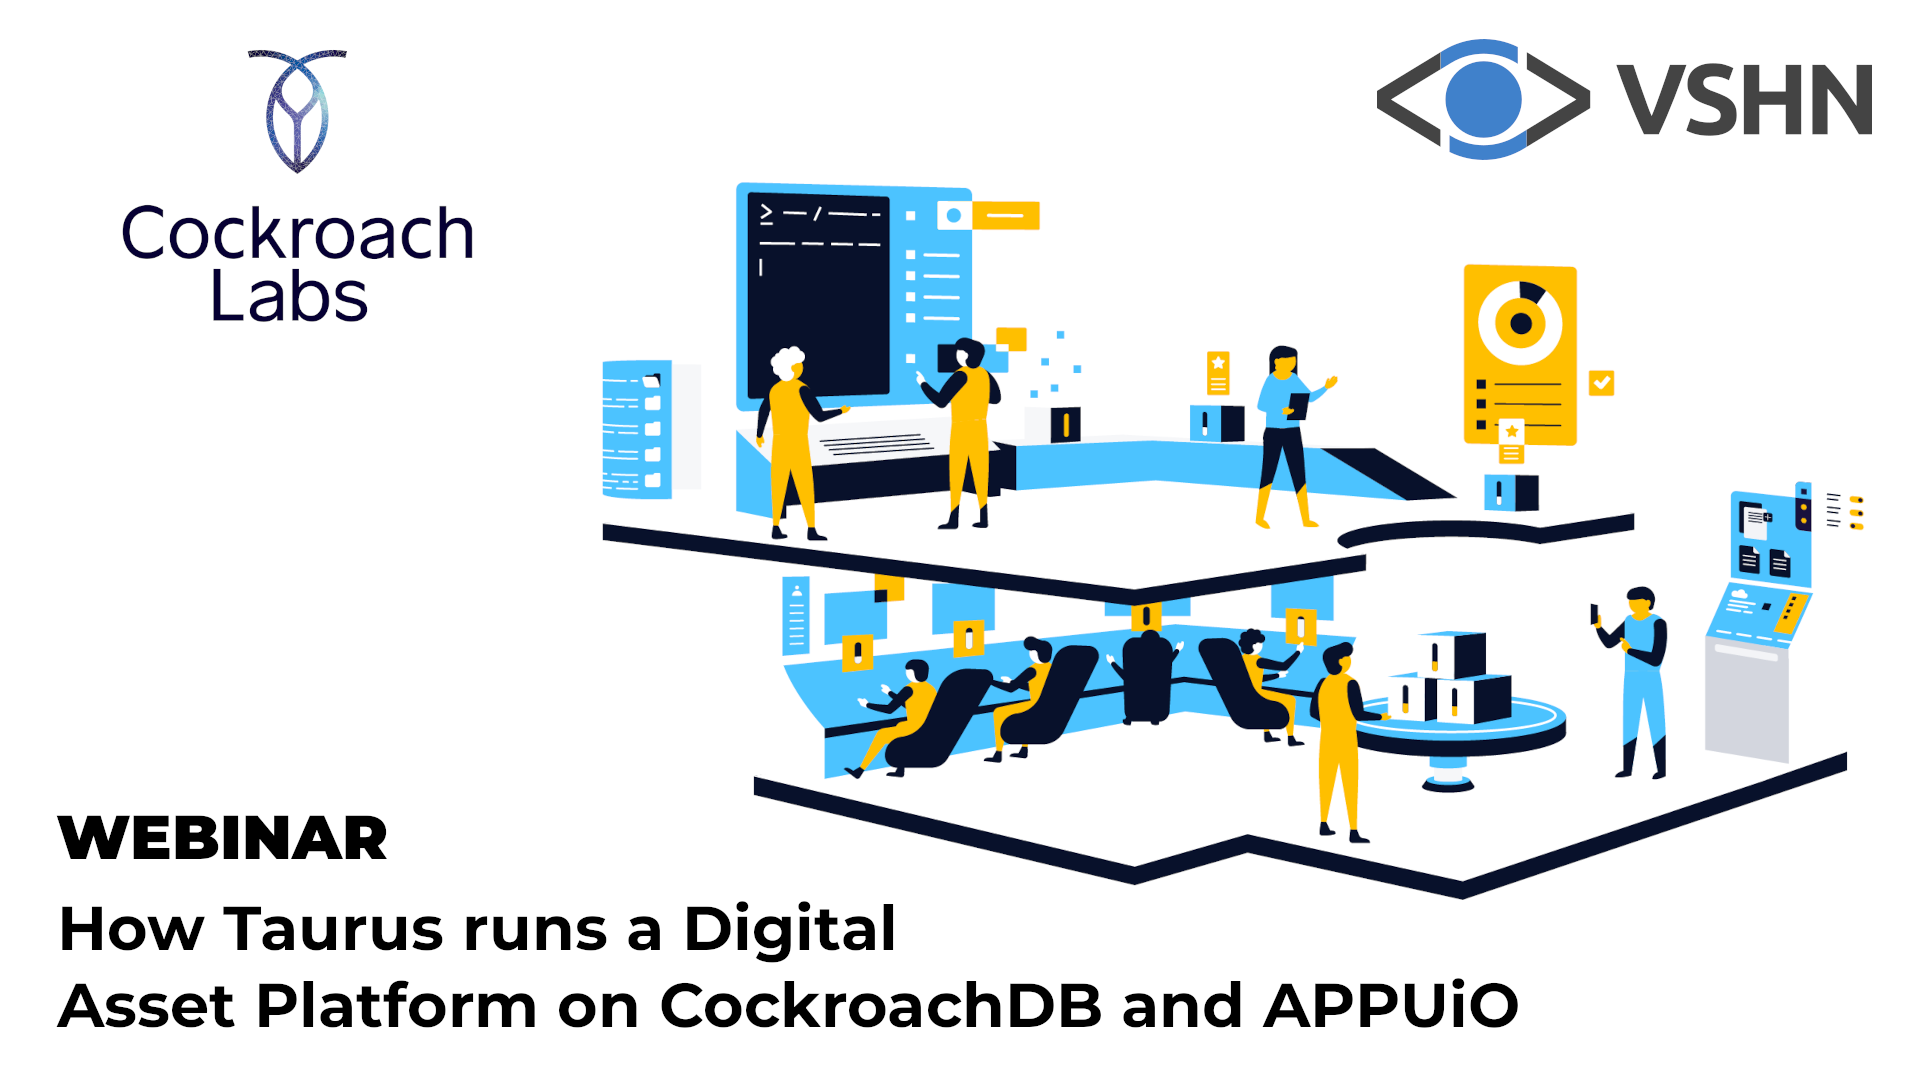 Cockroach
Labs
VSHN
WEBINAR
How Taurus runs a Digital
Asset Platform on CockroachDB and APPUiO